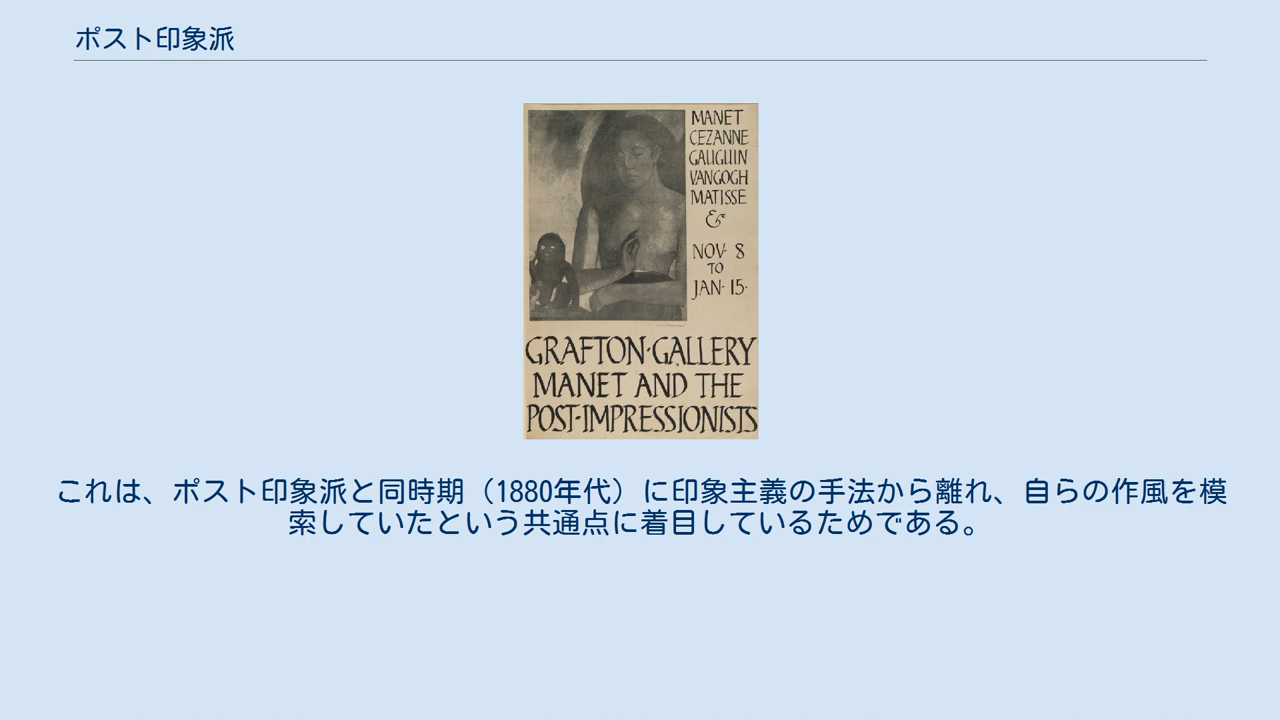 ポスト印象派
MANET
CEZANNE
GAUGUIN
VAN GOGH
MATISSE
&
NOV· 8
TO
JAN· 15·
GRAFTON·GALLERY
MANET AND THE
POST-IMPRESSIONISTS
これは、ポスト印象派と同時期（1880年代）に印象主義の手法から離れ、自らの作風を模
索していたという共通点に着目しているためである。